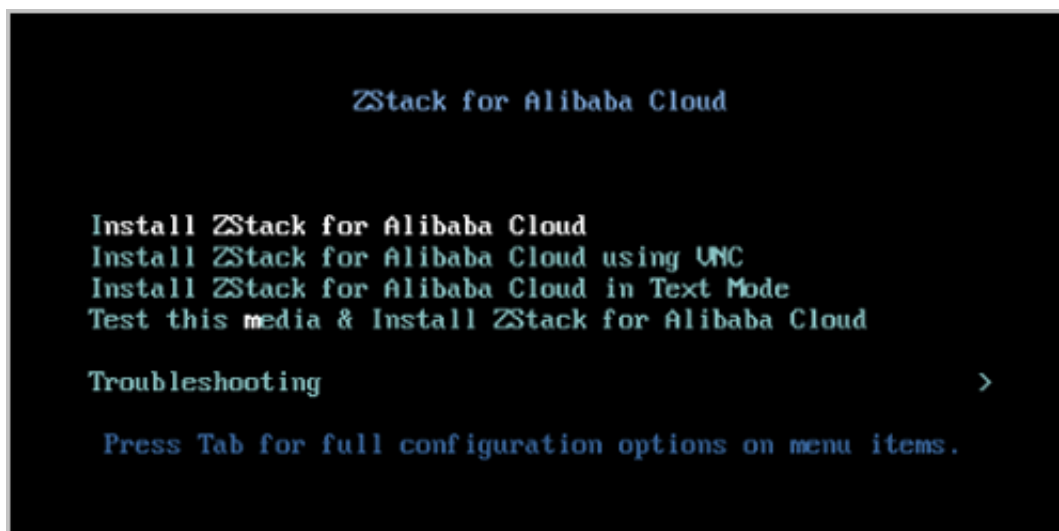 ZStack for Alibaba Cloud
Install ZStack for Alibaba Cloud
Install ZStack for Alibaba Cloud using VNC
Install ZStack for Alibaba Cloud in Text Mode
Test this media & Install ZStack for Alibaba Cloud
Troubleshooting >
Press Tab for full configuration options on menu items.